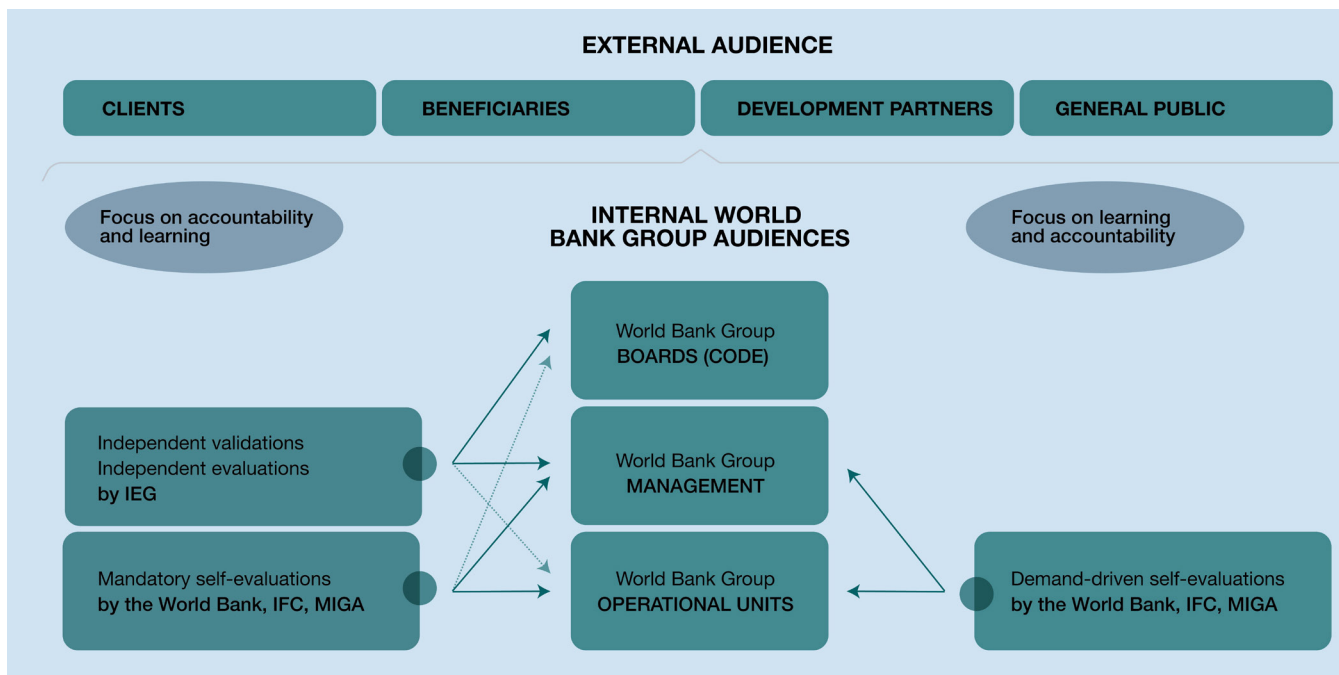 EXTERNAL AUDIENCE
CLIENTS
BENEFICIARIES
DEVELOPMENT PARTNERS
GENERAL PUBLIC
Focus on accountability
and learning
INTERNAL WORLD
BANK GROUP AUDIENCES
Focus on learning
and accountability
World Bank Group
BOARDS (CODE)
Independent validations
Independent evaluations
by IEG
World Bank Group
MANAGEMENT
Mandatory self-evaluations
by the World Bank, IFC, MIGA
World Bank Group
OPERATIONAL UNITS
Demand-driven self-evaluations
by the World Bank, IFC, MIGA